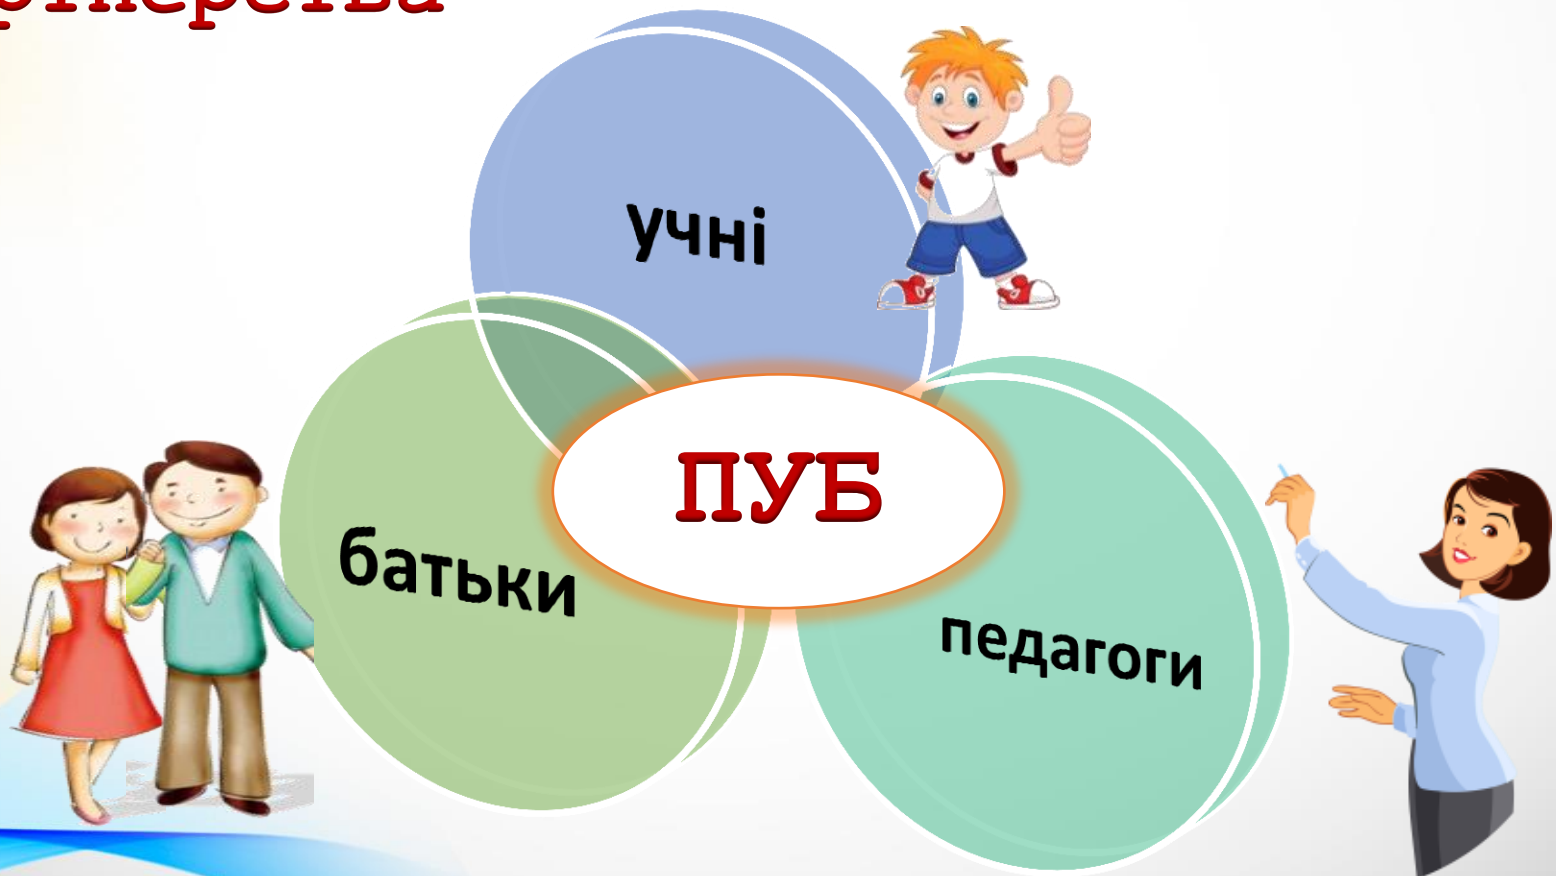 учні
ПУБ
батьки
педагоги